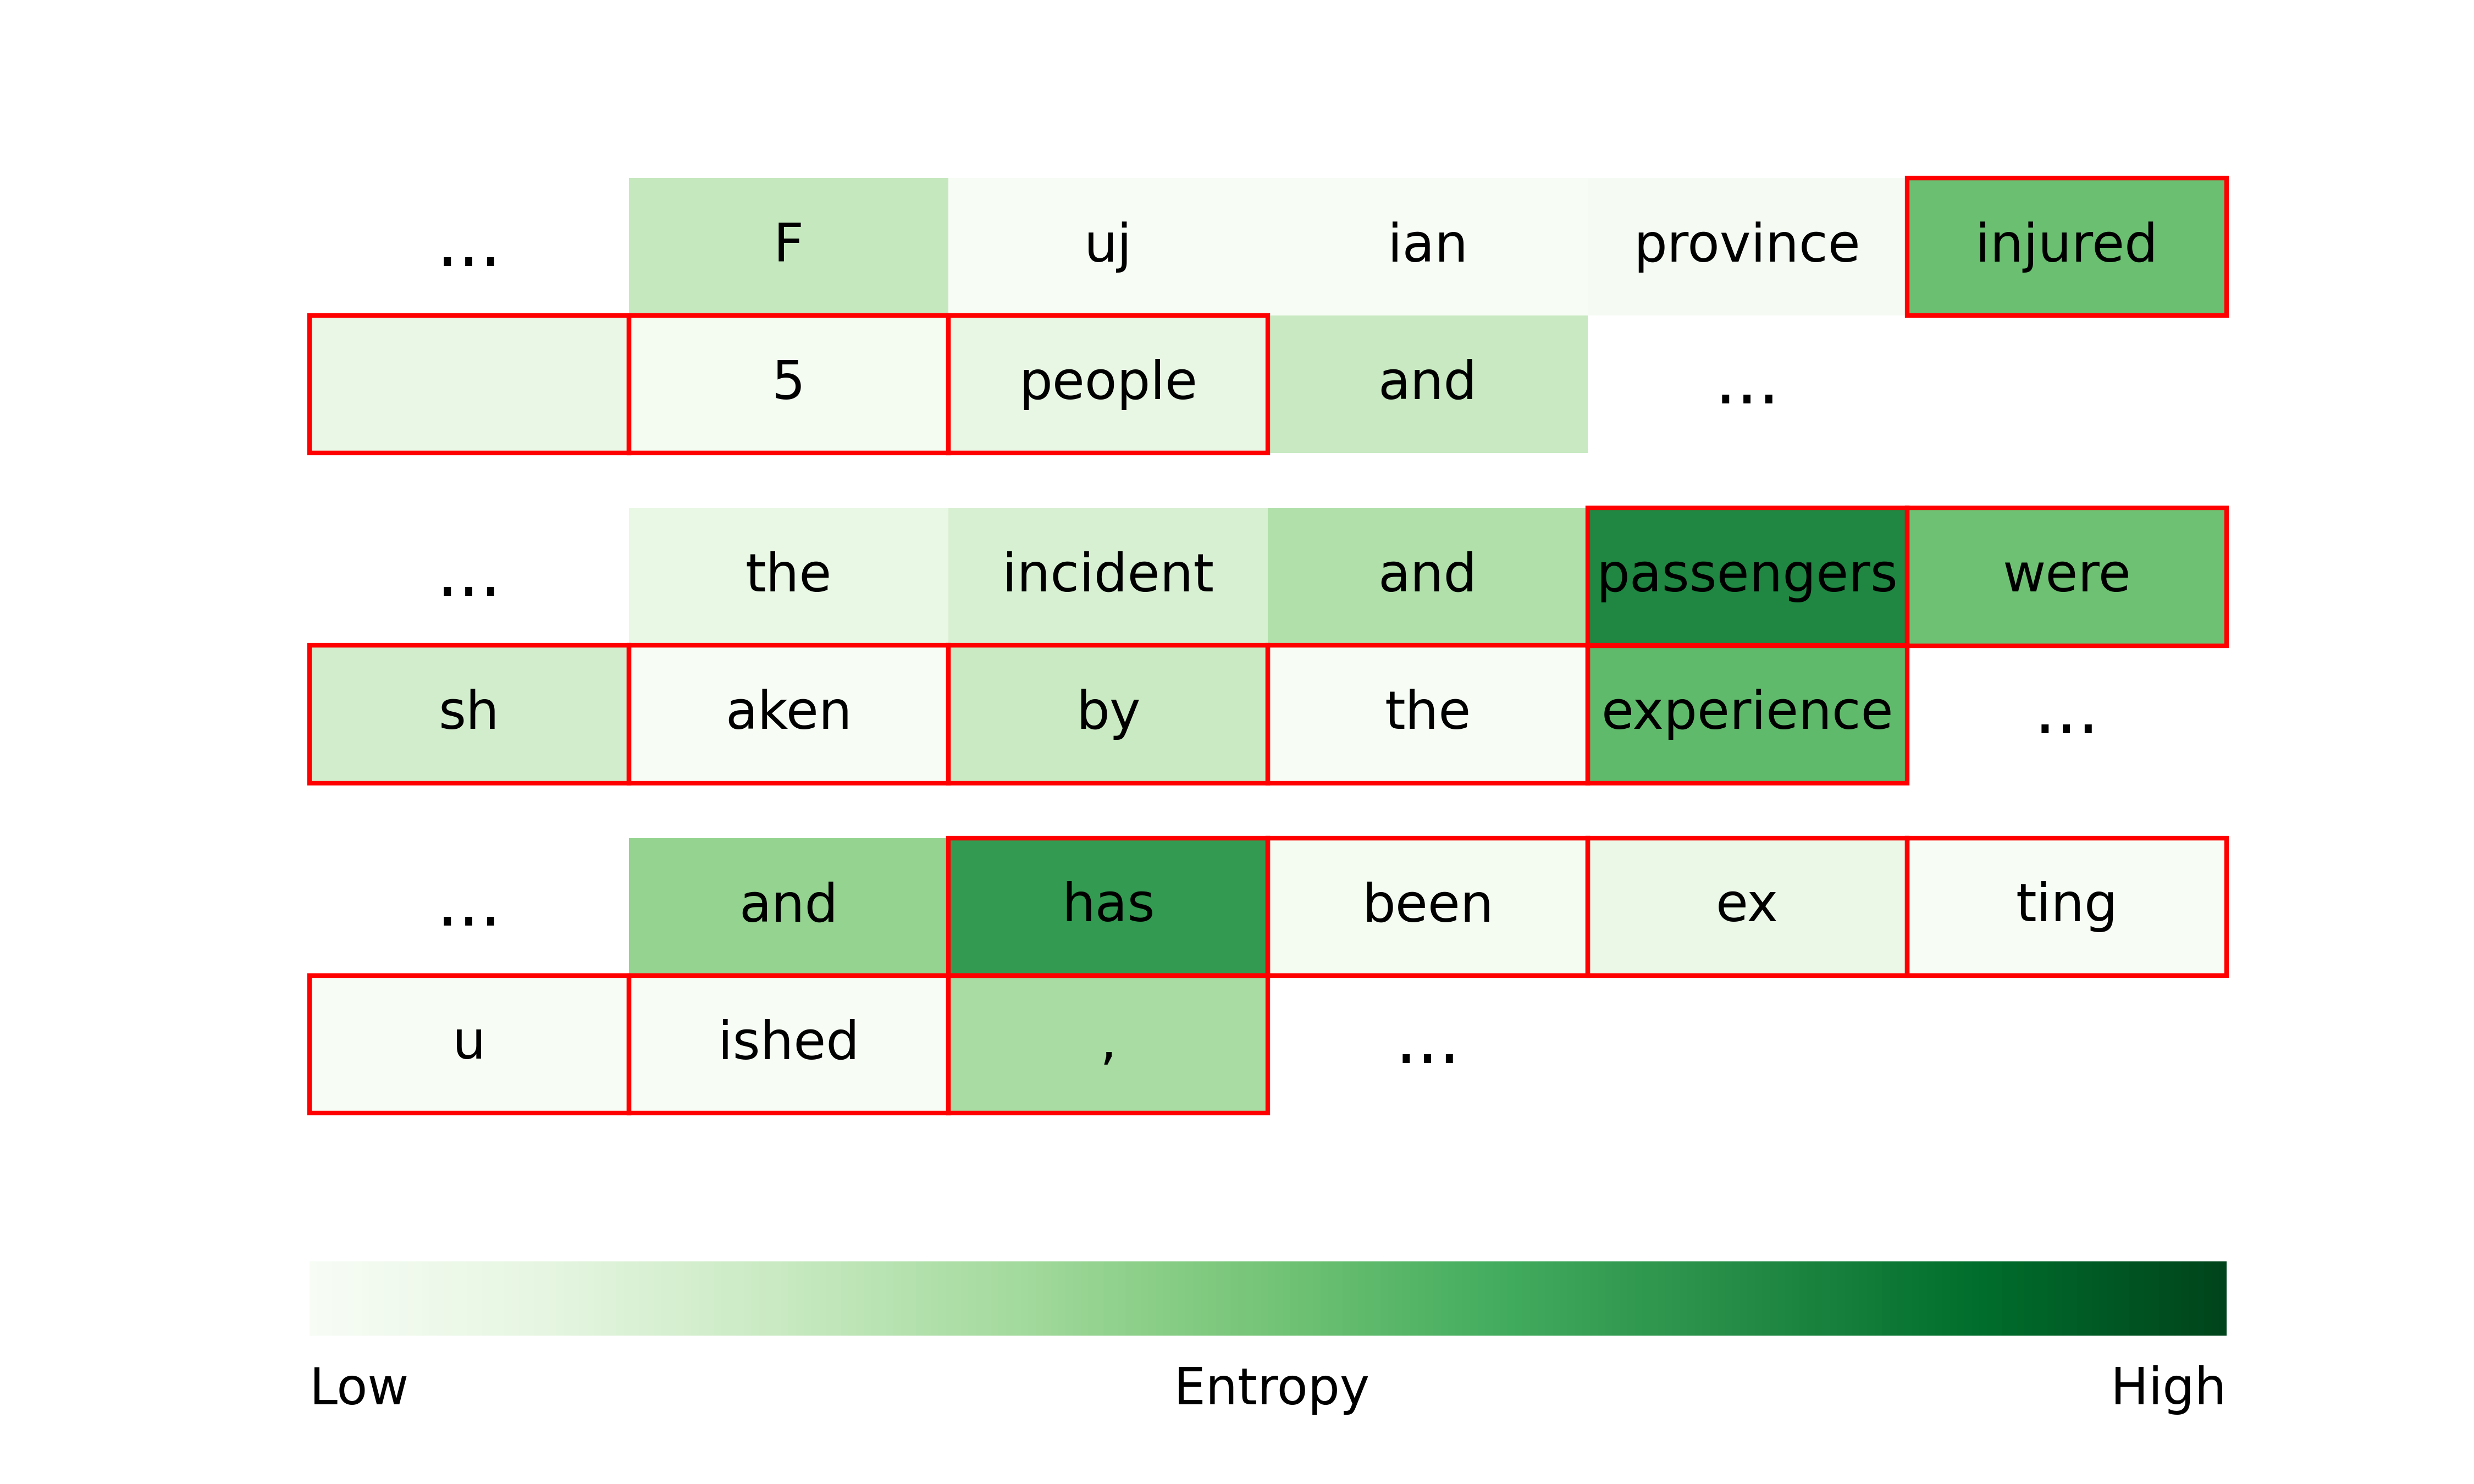 ... F uj ian province injured
5 people and ...
... the incident and passengers were
sh aken by the experience ...
... and has been ex ting
u ished , ...
Low Entropy High